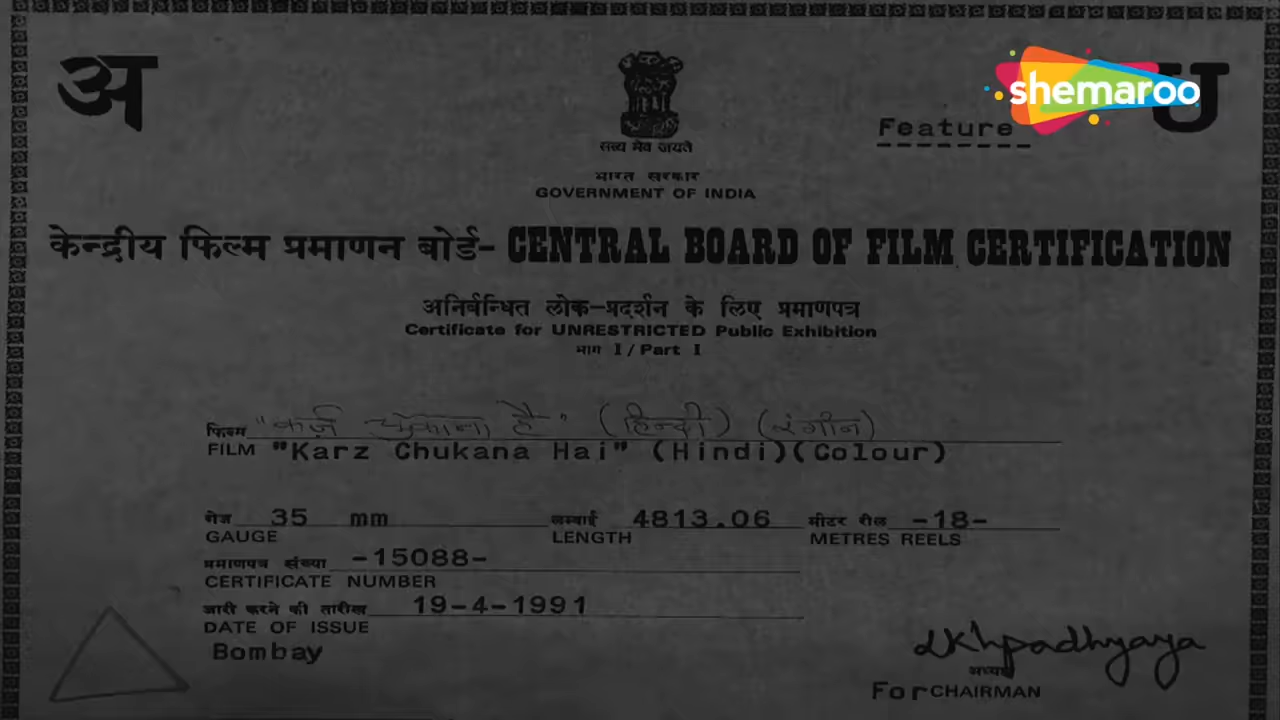 अ
shemaroo
U
Feature
सत्य मेव जयते
भारत सरकार
GOVERNMENT OF INDIA
केन्द्रीय फिल्म प्रमाणन बोर्ड- CENTRAL BOARD OF FILM CERTIFICATION
अनिर्बन्धित लोक-प्रदर्शन के लिए प्रमाणपत्र
Certificate for UNRESTRICTED Public Exhibition
भाग I / Part I
फिल्म "कर्ज़ चुकाना है" (हिन्दी) (रंगीन)
FILM "Karz Chukana Hai" (Hindi)(Colour)
गेज 35 mm लम्बाई 4813.06 मीटर रील -18-
GAUGE LENGTH METRES REELS
प्रमाणपत्र संख्या -15088-
CERTIFICATE NUMBER
जारी करने की तारीख 19-4-1991
DATE OF ISSUE
Bombay
अध्यक्ष
For CHAIRMAN